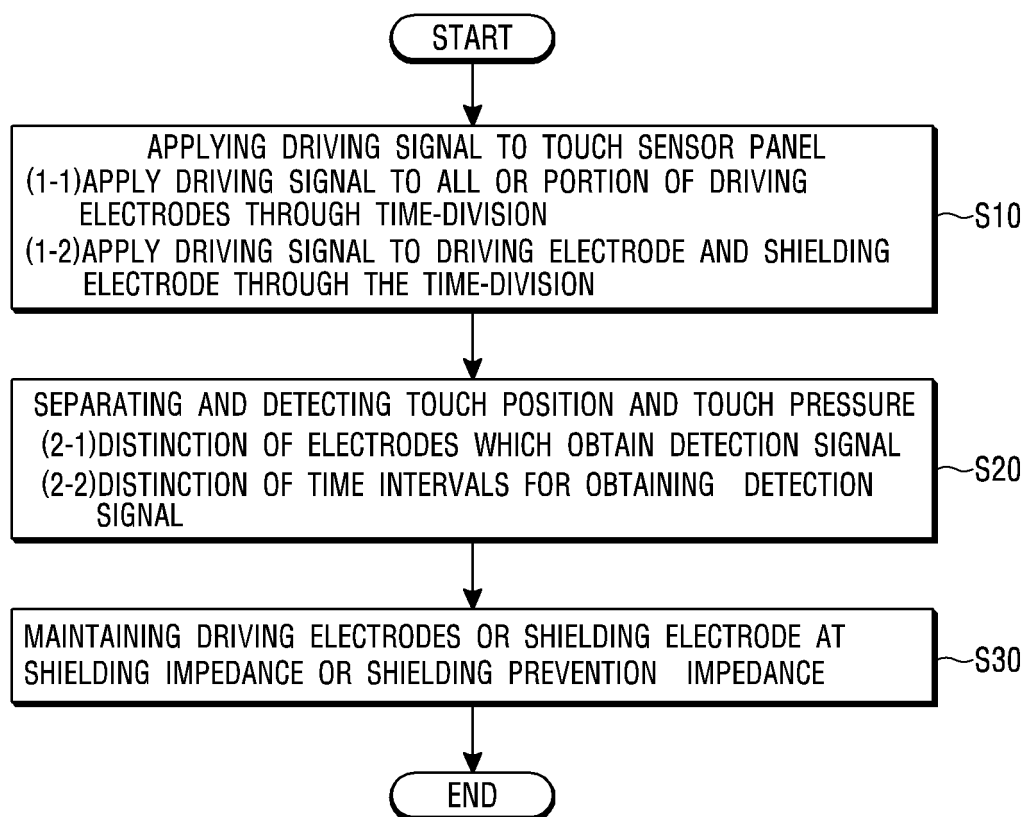 START
APPLYING DRIVING SIGNAL TO TOUCH SENSOR PANEL
(1-1)APPLY DRIVING SIGNAL TO ALL OR PORTION OF DRIVING
ELECTRODES THROUGH TIME-DIVISION
(1-2)APPLY DRIVING SIGNAL TO DRIVING ELECTRODE AND SHIELDING
ELECTRODE THROUGH THE TIME-DIVISION
S10
SEPARATING AND DETECTING TOUCH POSITION AND TOUCH PRESSURE
(2-1)DISTINCTION OF ELECTRODES WHICH OBTAIN DETECTION SIGNAL
(2-2)DISTINCTION OF TIME INTERVALS FOR OBTAINING DETECTION
SIGNAL
S20
MAINTAINING DRIVING ELECTRODES OR SHIELDING ELECTRODE AT
SHIELDING IMPEDANCE OR SHIELDING PREVENTION IMPEDANCE
S30
END